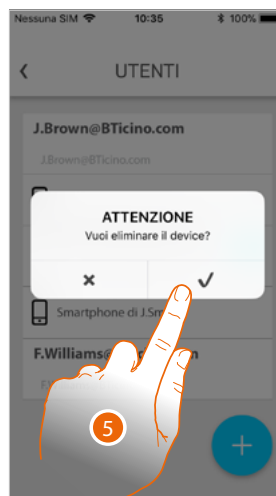 Nessuna SIM 10:35 100%
UTENTI
J.Brown@BTicino.com
J.Brown@BTicino.com
ATTENZIONE
Vuoi eliminare il device?
Smartphone di J.Sm
F.Williams
5